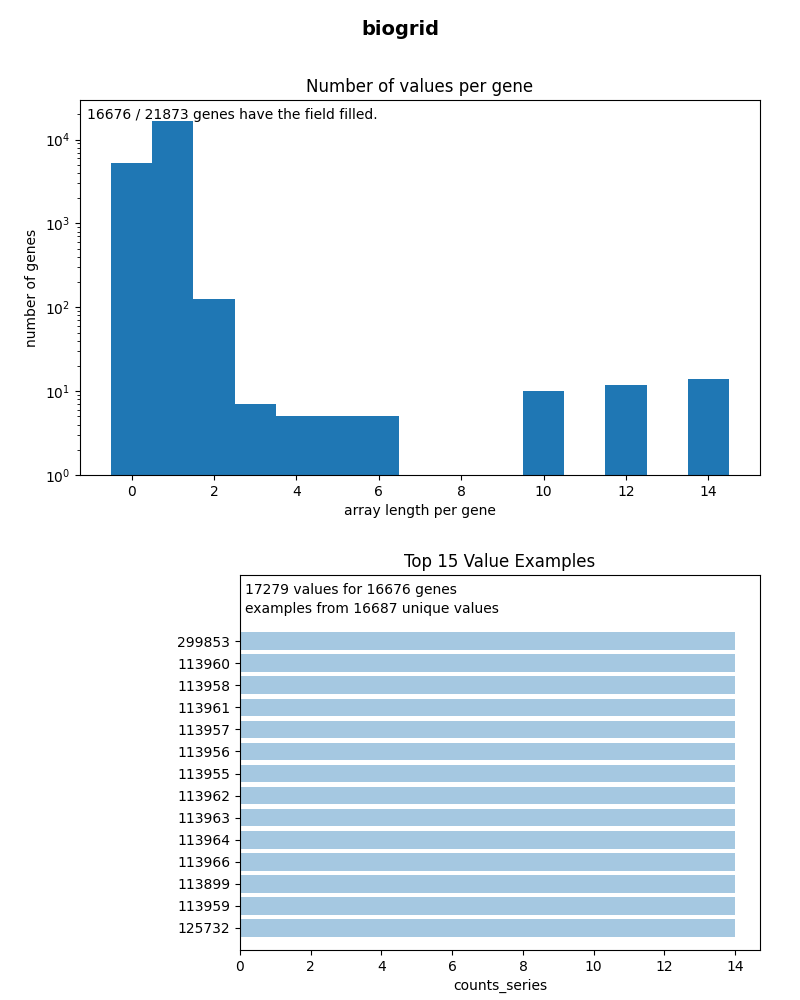 biogrid
Number of values per gene
16676 / 21873 genes have the field filled.
10^4
10^3
10^2
10^1
10^0
number of genes
0 2 4 6 8 10 12 14
array length per gene
Top 15 Value Examples
17279 values for 16676 genes
examples from 16687 unique values
299853
113960
113958
113961
113957
113956
113955
113962
113963
113964
113966
113899
113959
125732
0 2 4 6 8 10 12 14
counts_series